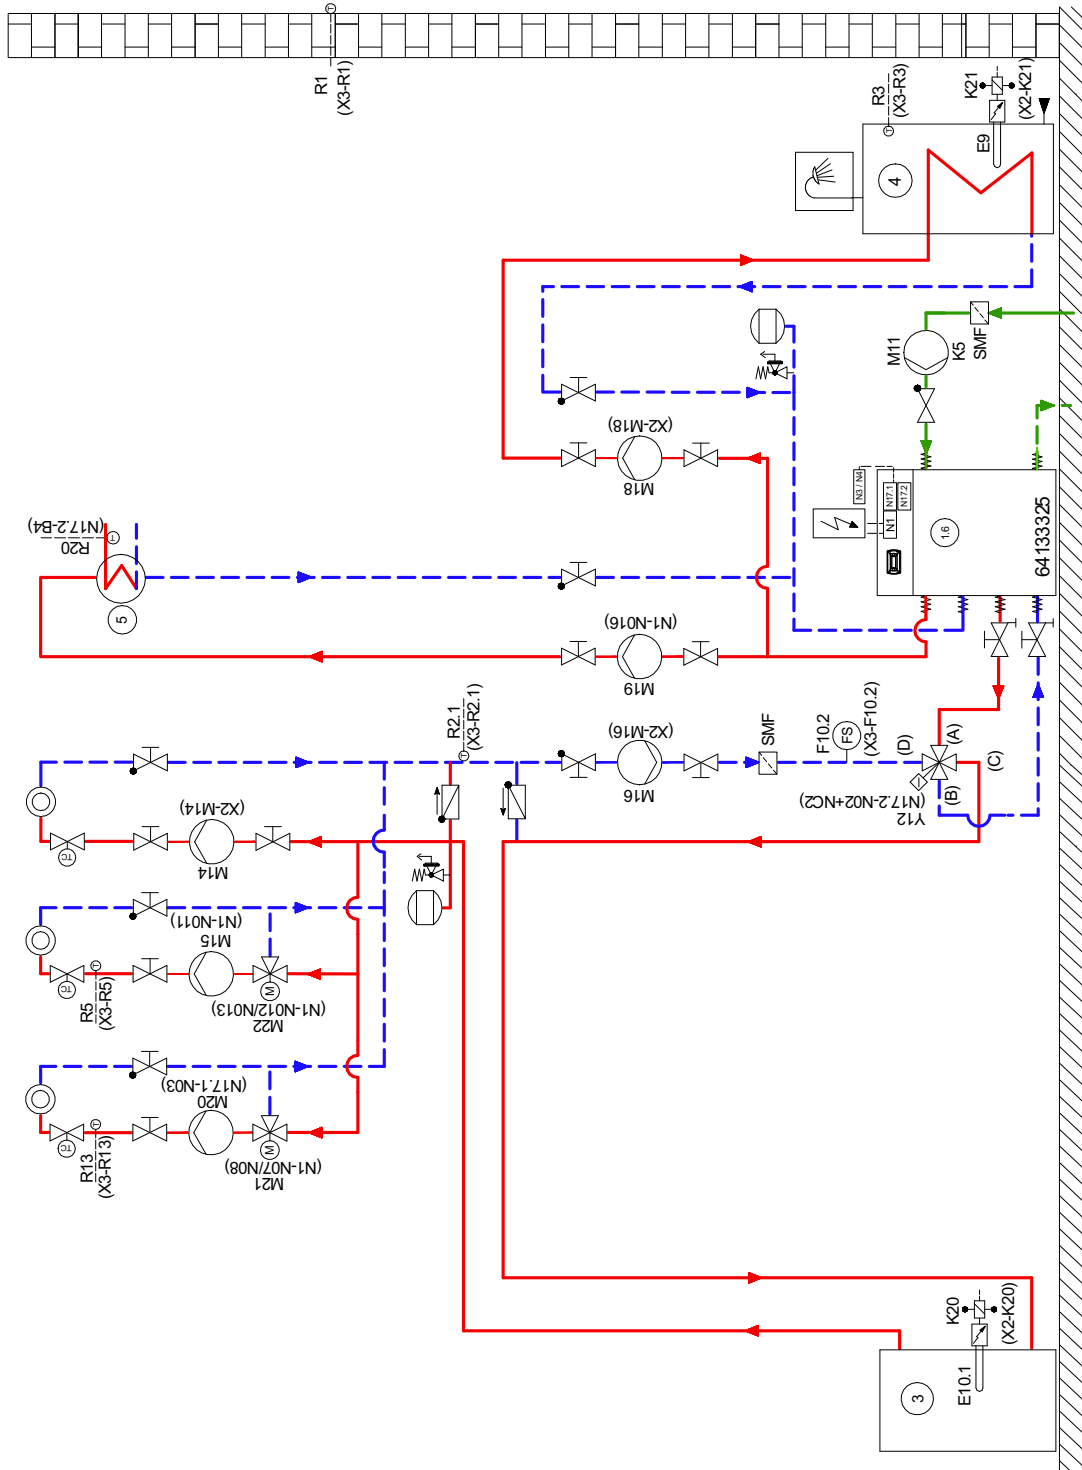 R1
(X3-R1)
R3
(X3-R3)
K21
(X2-K21)
E9
4
M11
K5
SMF
(X2-M18)
M18
N3 / N4
N17.1
N17.2
N1
1.6
64133325
(N17.2-B4)
R20
T
5
(N1-N016)
M19
R2.1
(X3-R2.1)
(X2-M16)
M16
SMF
F10.2
FS
(X3-F10.2)
(D)
(A)
(B)
(C)
Y12
(N17.2-N02+NC2)
TC
(X2-M14)
M14
TC
R5
(X3-R5)
T
(N1-N011)
M15
M
M22
(N1-N012/N013)
TC
R13
(X3-R13)
T
(N17.1-N03)
M20
M
M21
(N1-N07/N08)
T
T
T
3
E10.1
K20
(X2-K20)